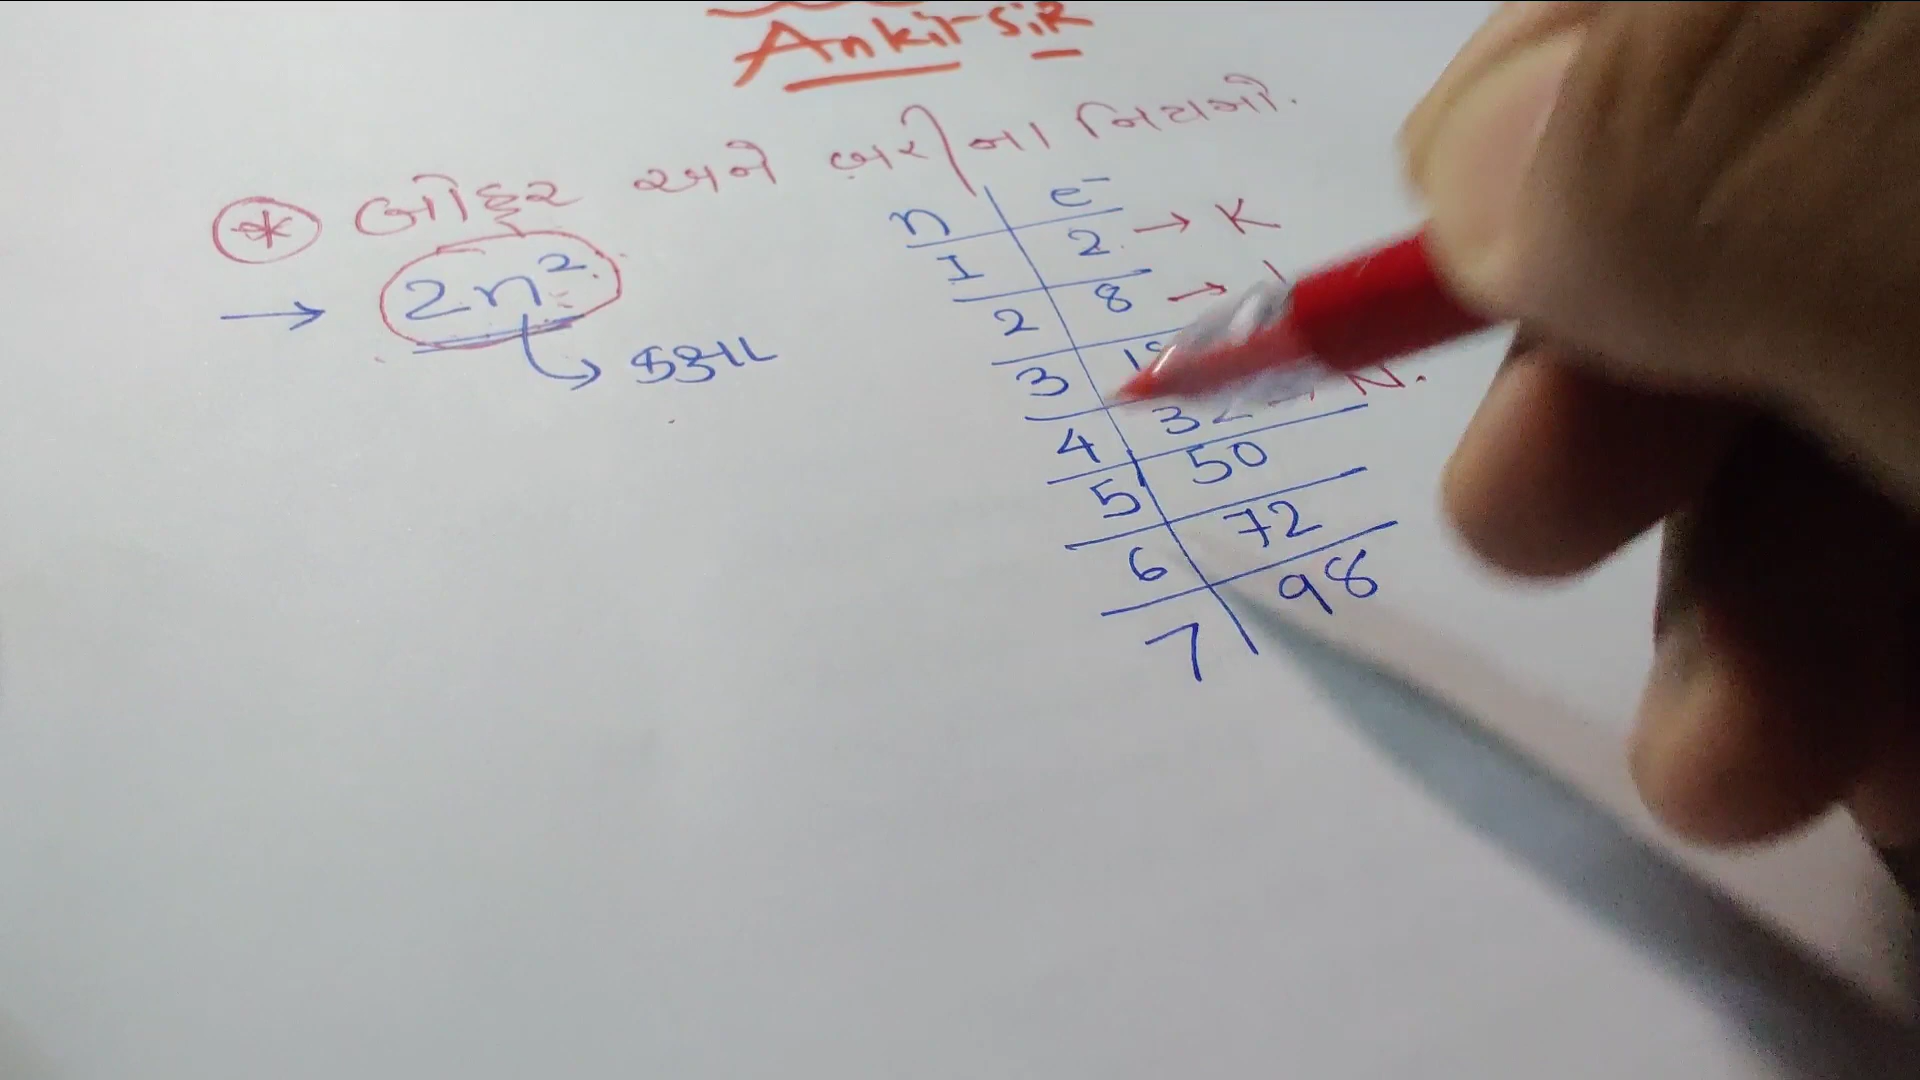 Ankit sir
* બોહ્ર અને બરીના નિયમો.
→ 2n²
↳ કક્ષા
n e⁻
1 2 → K
2 8 →
3
4 32 → N.
5 50
6 72
7 98